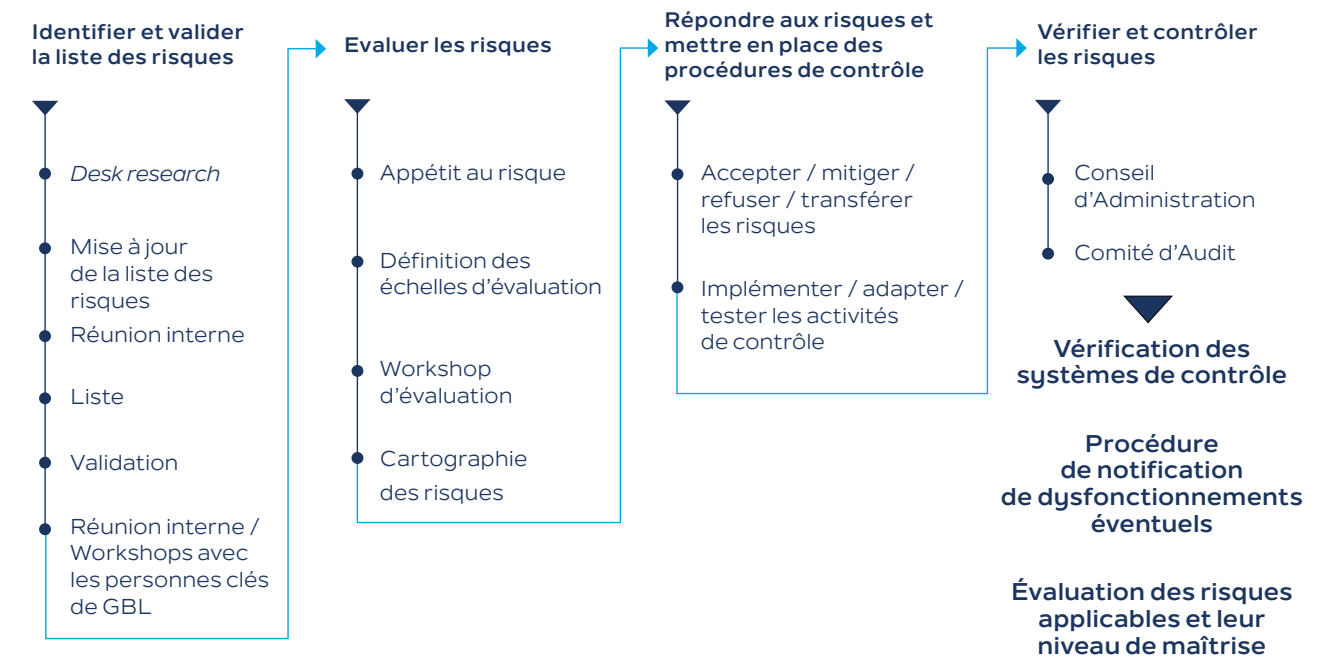 Identifier et valider
la liste des risques
Desk research
Mise à jour
de la liste des
risques
Réunion interne
Liste
Validation
Réunion interne /
Workshops avec
les personnes clés
de GBL
Evaluer les risques
Appétit au risque
Définition des
échelles d’évaluation
Workshop
d’évaluation
Cartographie
des risques
Répondre aux risques et
mettre en place des
procédures de contrôle
Accepter / mitiger /
refuser / transférer
les risques
Implémenter / adapter /
tester les activités
de contrôle
Vérifier et contrôler
les risques
Conseil
d’Administration
Comité d’Audit
Vérification des
systèmes de contrôle
Procédure
de notification
de dysfonctionnements
éventuels
Évaluation des risques
applicables et leur
niveau de maîtrise